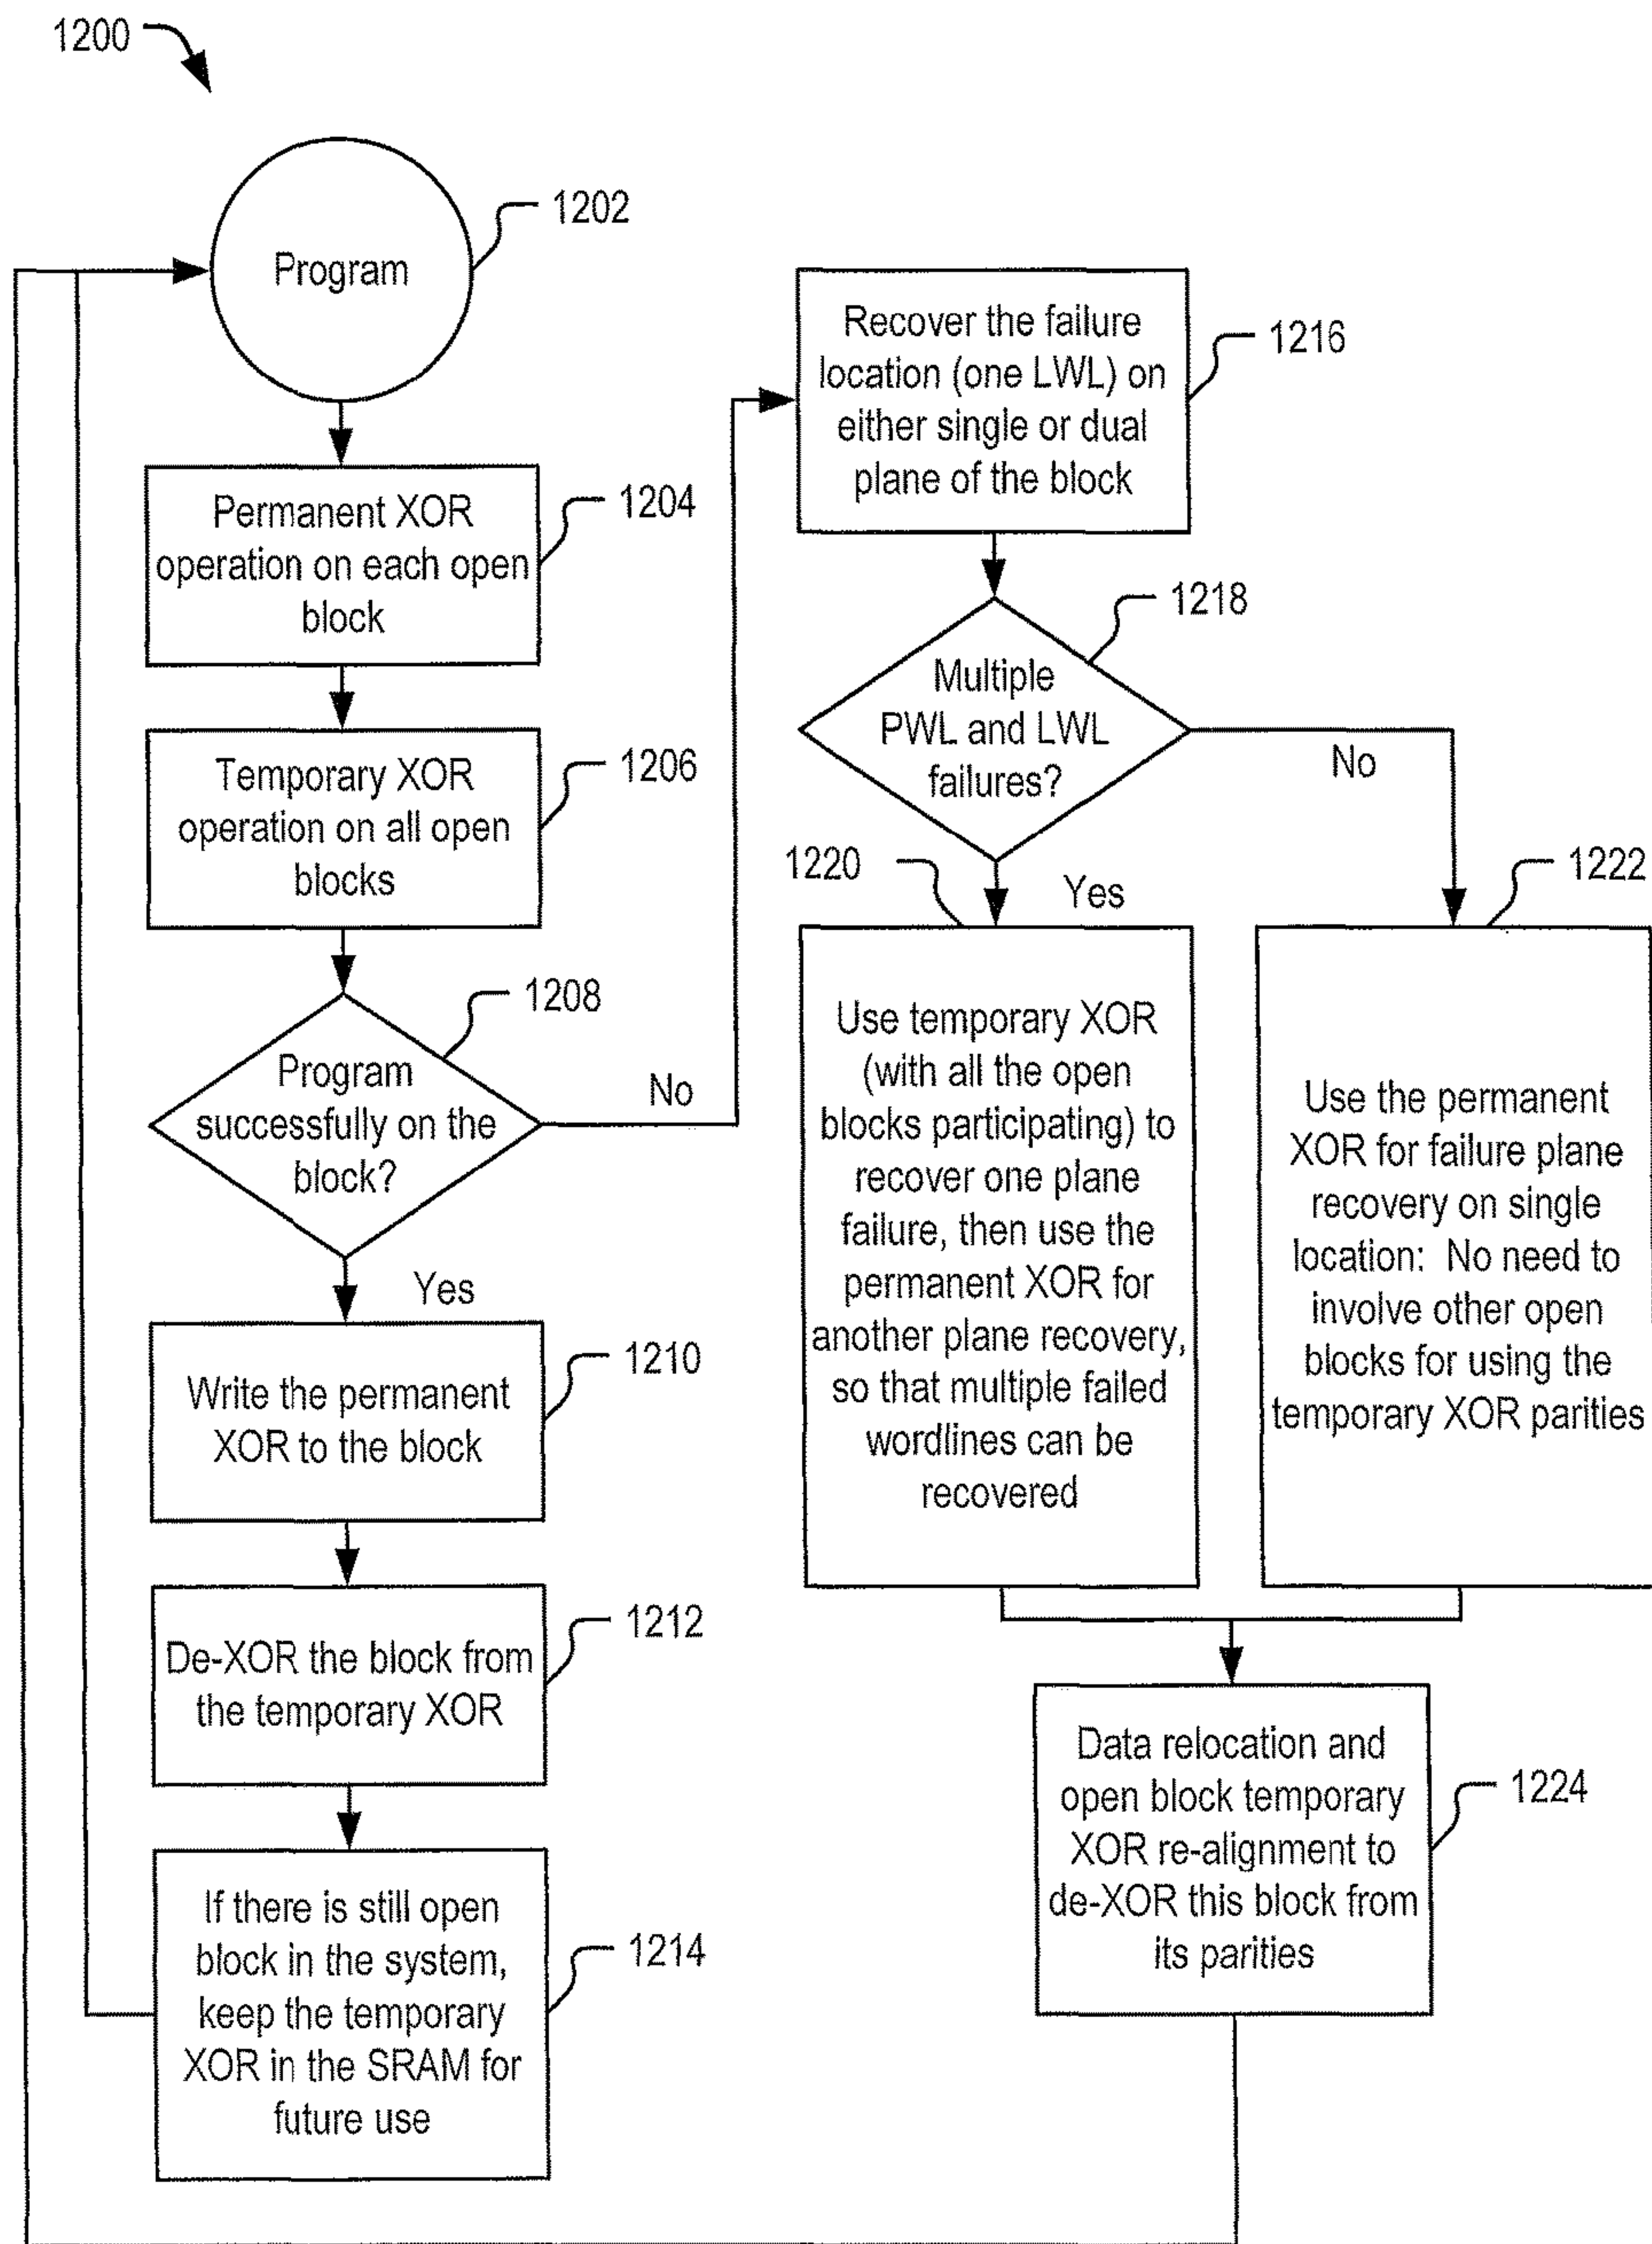 1200
1202
Program
1204
Permanent XOR
operation on each open
block
1206
Temporary XOR
operation on all open
blocks
1208
Program
successfully on the
block?
No
Yes
1210
Write the permanent
XOR to the block
1212
De-XOR the block from
the temporary XOR
1214
If there is still open
block in the system,
keep the temporary
XOR in the SRAM for
future use
1216
Recover the failure
location (one LWL) on
either single or dual
plane of the block
1218
Multiple
PWL and LWL
failures?
No
Yes
1220
Use temporary XOR
(with all the open
blocks participating) to
recover one plane
failure, then use the
permanent XOR for
another plane recovery,
so that multiple failed
wordlines can be
recovered
1222
Use the permanent
XOR for failure plane
recovery on single
location: No need to
involve other open
blocks for using the
temporary XOR parities
1224
Data relocation and
open block temporary
XOR re-alignment to
de-XOR this block from
its parities